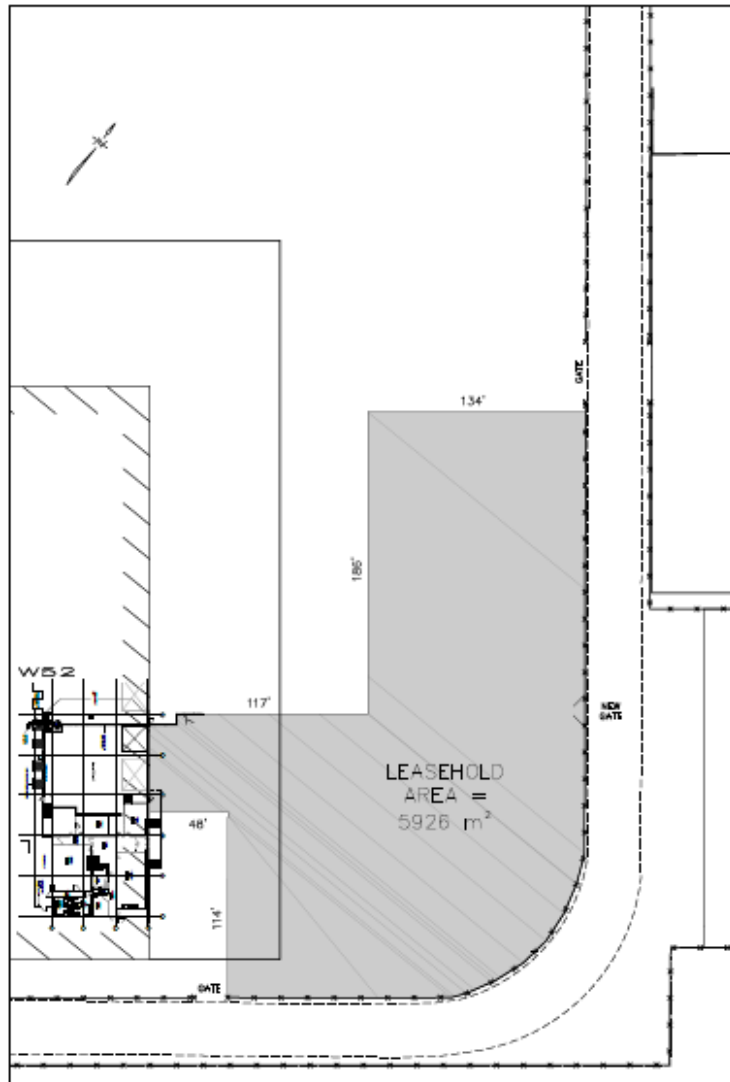 GATE
134'
186'
W52
117'
NEW
GATE
LEASEHOLD
AREA =
5926 m²
48'
114'
GATE